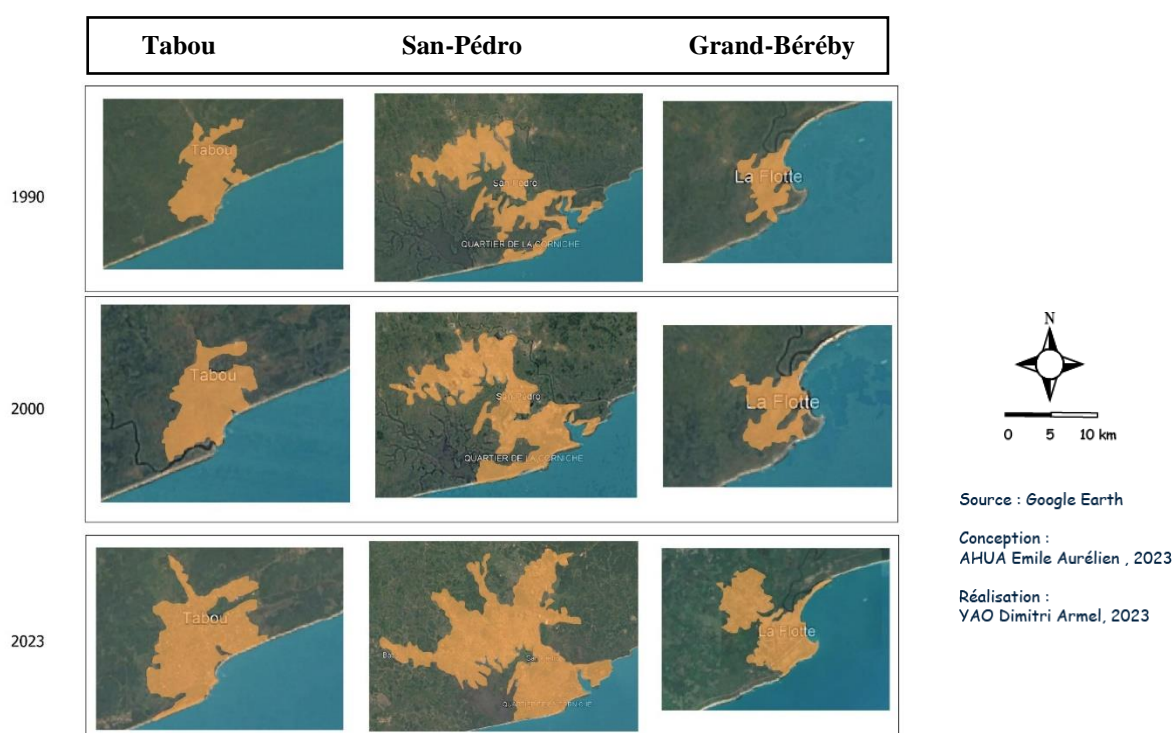 Tabou San-Pédro Grand-Béréby
1990
Tabou
San-Pédro
QUARTIER DE LA CORNICHE
La Flotte
2000
Tabou
San-Pédro
QUARTIER DE LA CORNICHE
La Flotte
N
0 5 10 km
Source : Google Earth
Conception :
AHUA Emile Aurélien , 2023
Réalisation :
YAO Dimitri Armel, 2023
2023
Tabou
La Flotte